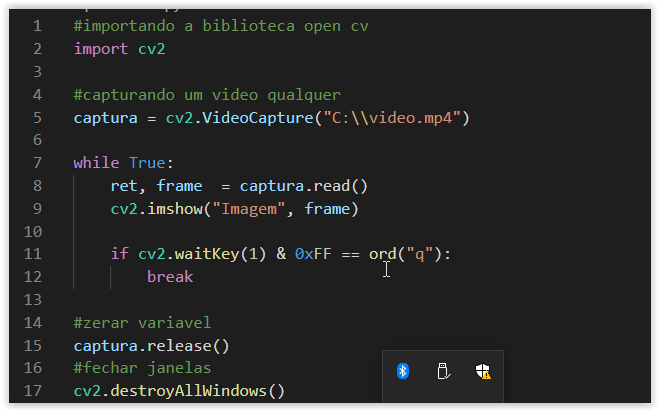 1 #importando a biblioteca open cv
2 import cv2
3
4 #capturando um video qualquer
5 captura = cv2.VideoCapture("C:\\video.mp4")
6
7 while True:
8     ret, frame  = captura.read()
9     cv2.imshow("Imagem", frame)
10
11     if cv2.waitKey(1) & 0xFF == ord("q"):
12         break
13
14 #zerar variavel
15 captura.release()
16 #fechar janelas
17 cv2.destroyAllWindows()